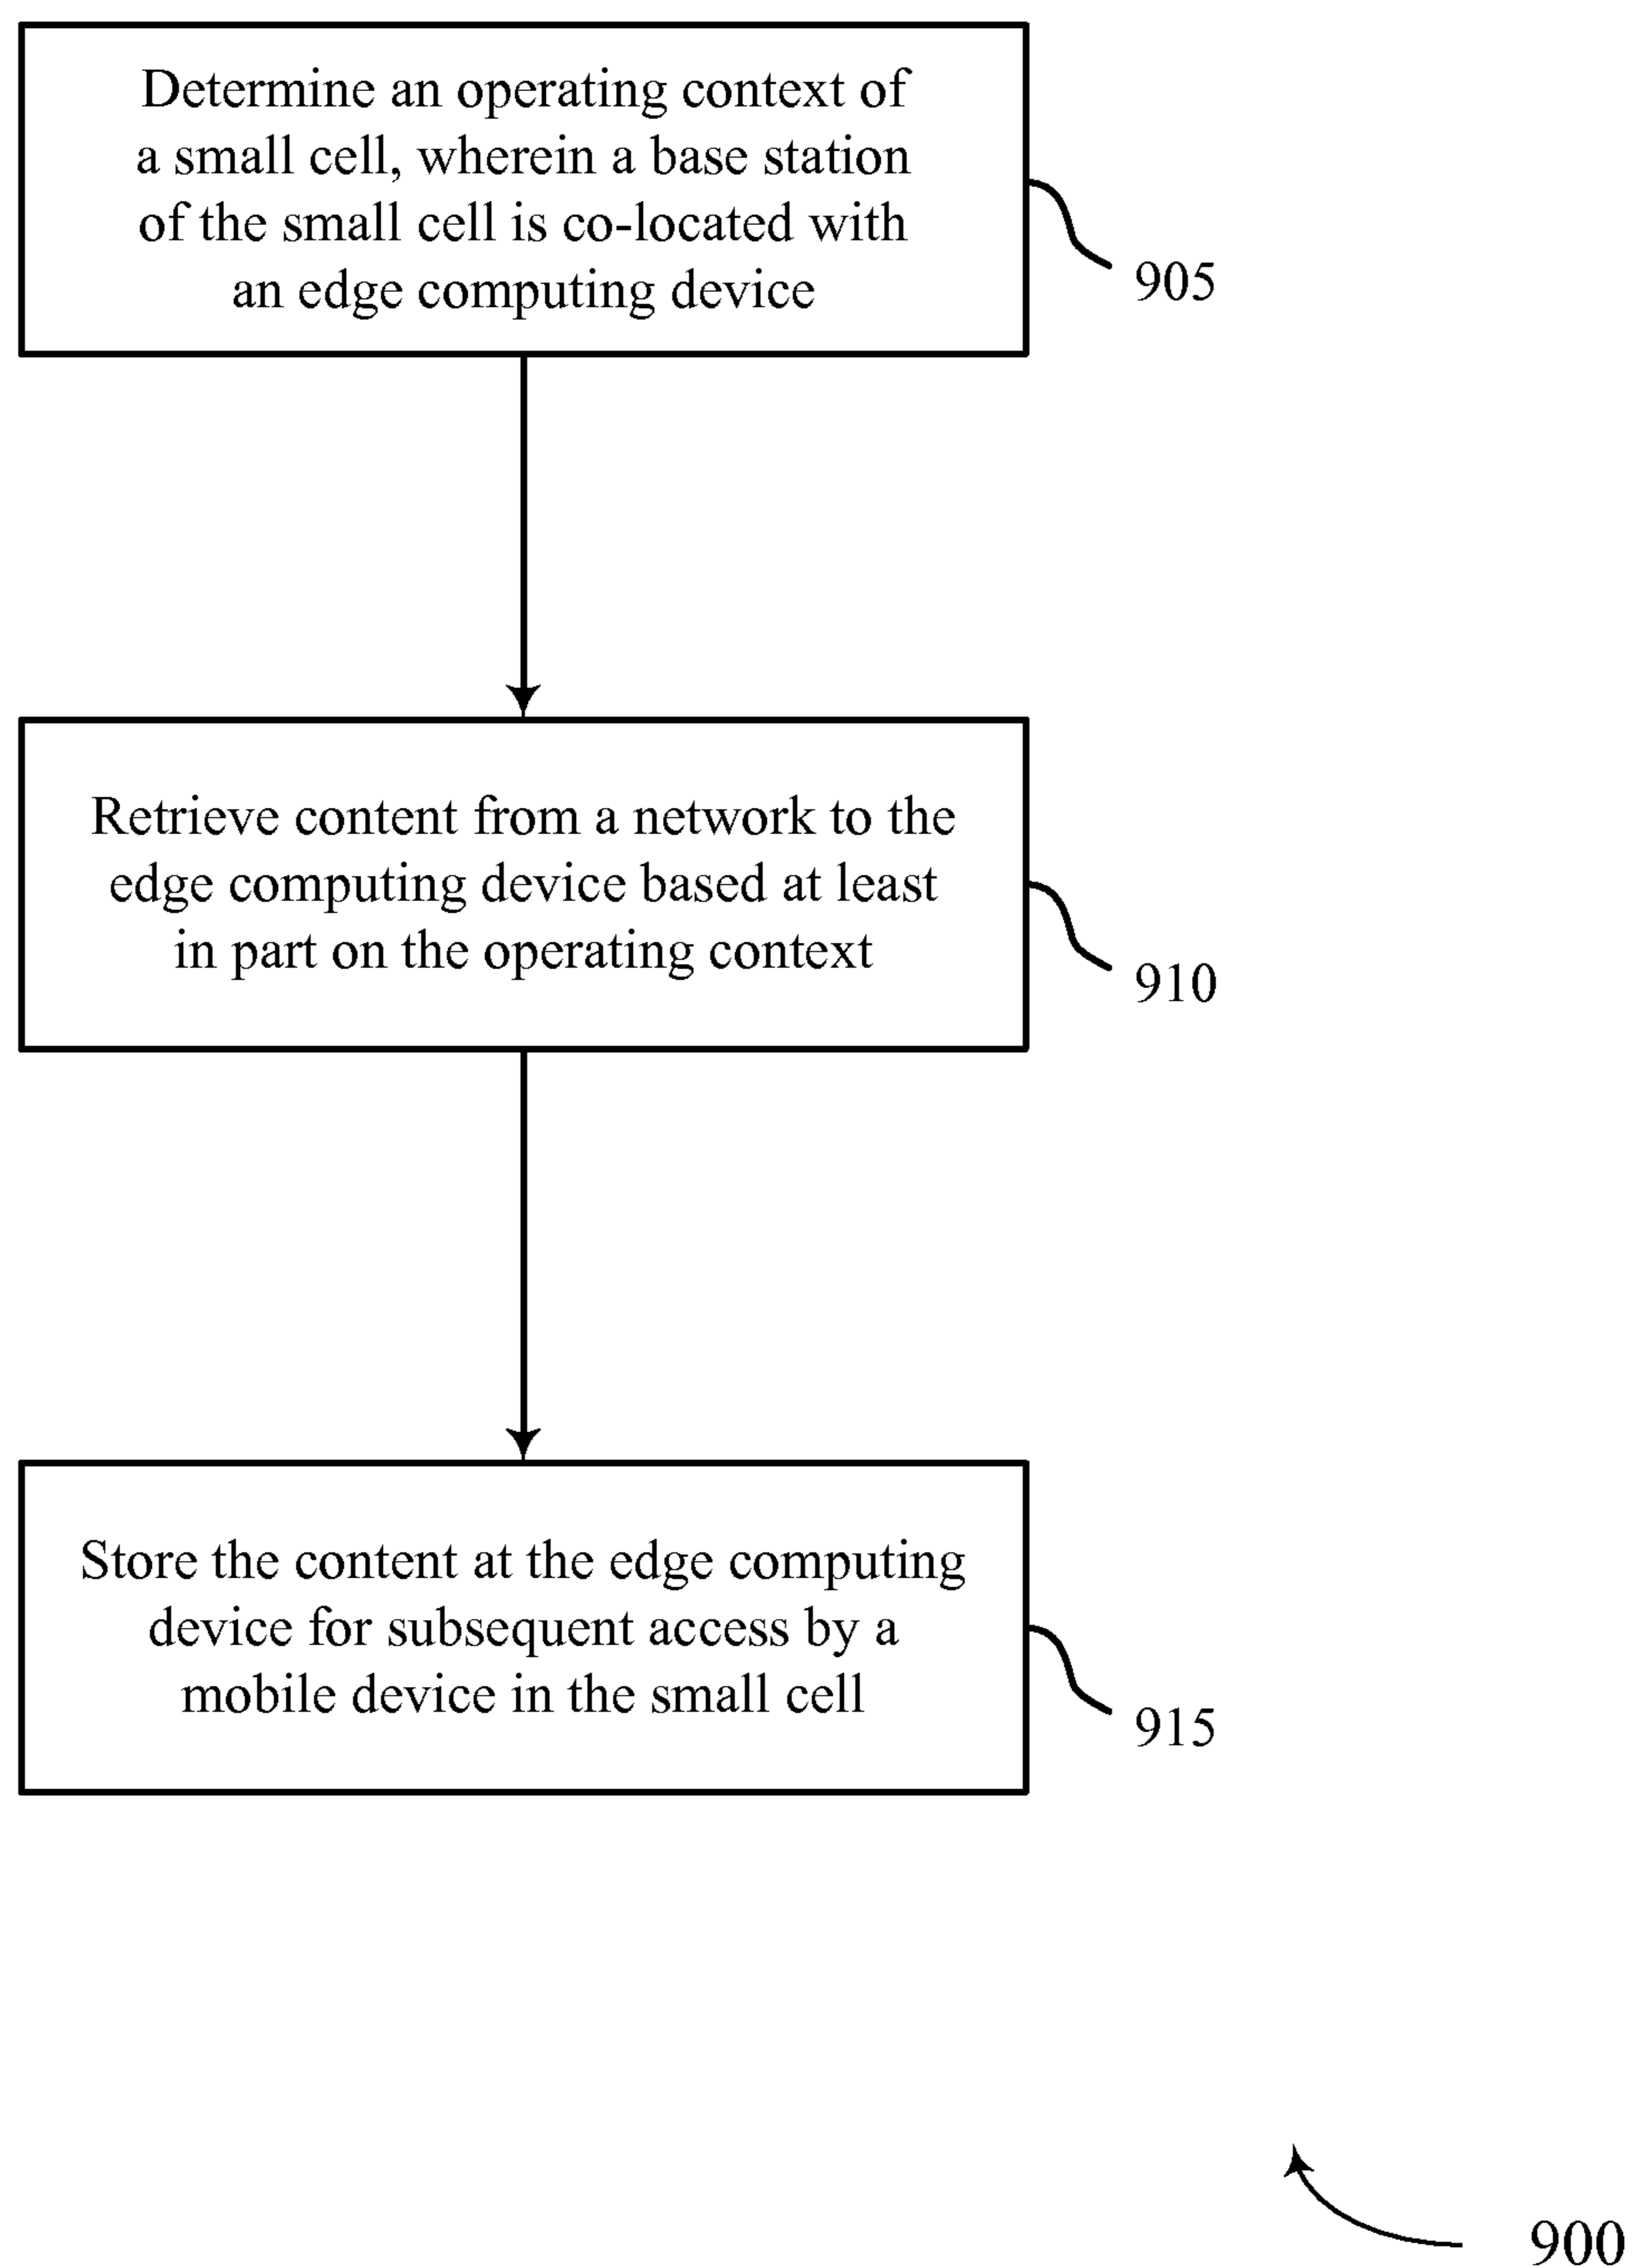 Determine an operating context of
a small cell, wherein a base station
of the small cell is co-located with
an edge computing device
905
Retrieve content from a network to the
edge computing device based at least
in part on the operating context
910
Store the content at the edge computing
device for subsequent access by a
mobile device in the small cell
915
900